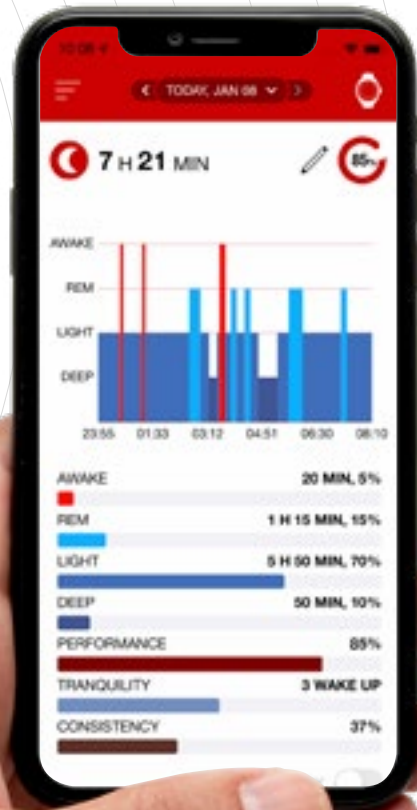 10:08
TODAY, JAN 08
7 H 21 MIN
85%
AWAKE
REM
LIGHT
DEEP
23:55 01:33 03:12 04:51 06:30 08:10
AWAKE 20 MIN, 5%
REM 1 H 15 MIN, 15%
LIGHT 5 H 50 MIN, 70%
DEEP 50 MIN, 10%
PERFORMANCE 85%
TRANQUILITY 3 WAKE UP
CONSISTENCY 37%